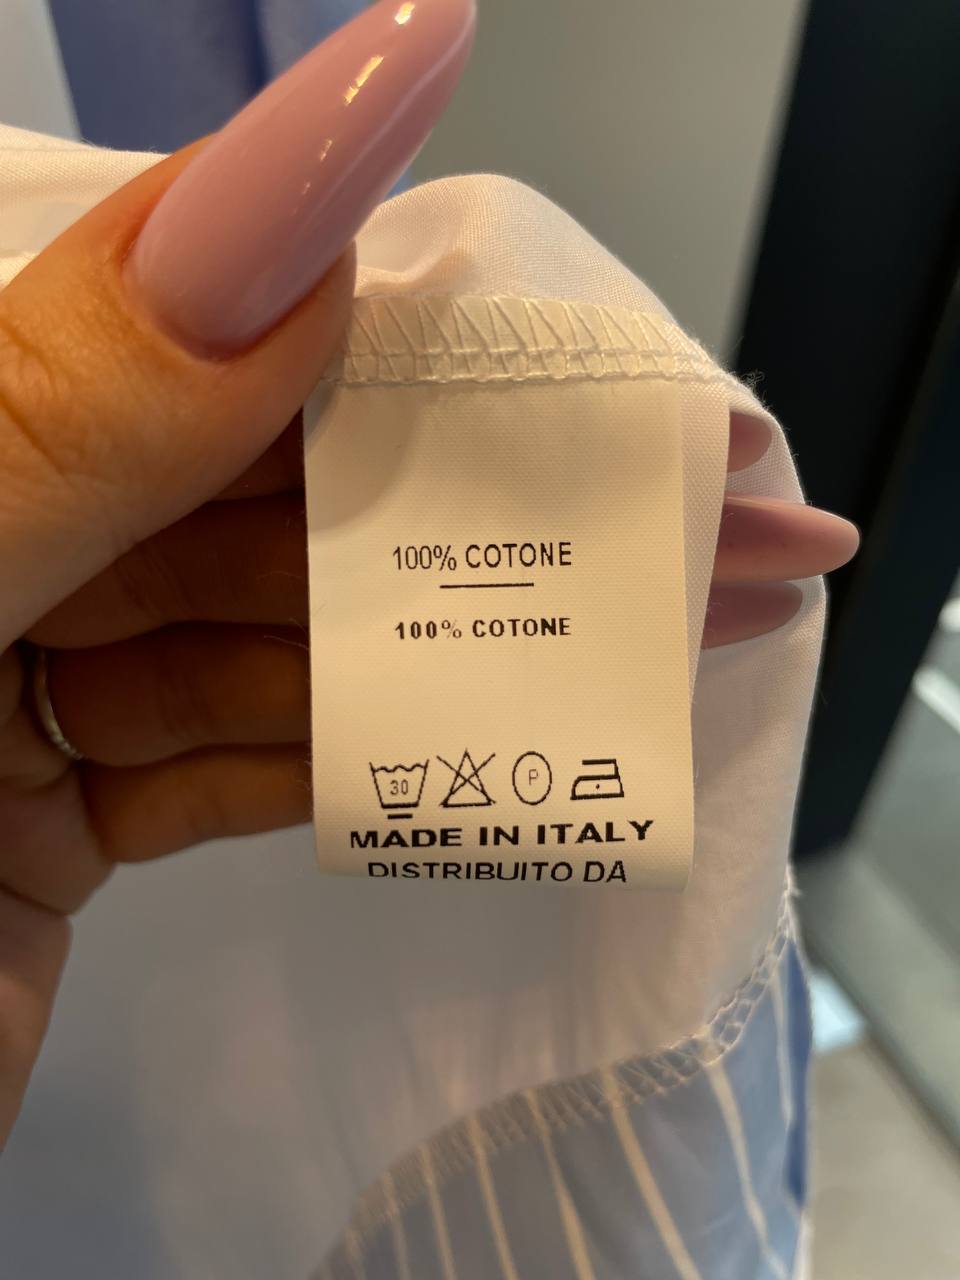 100% COTONE
100% COTONE
30 P
MADE IN ITALY
DISTRIBUITO DA